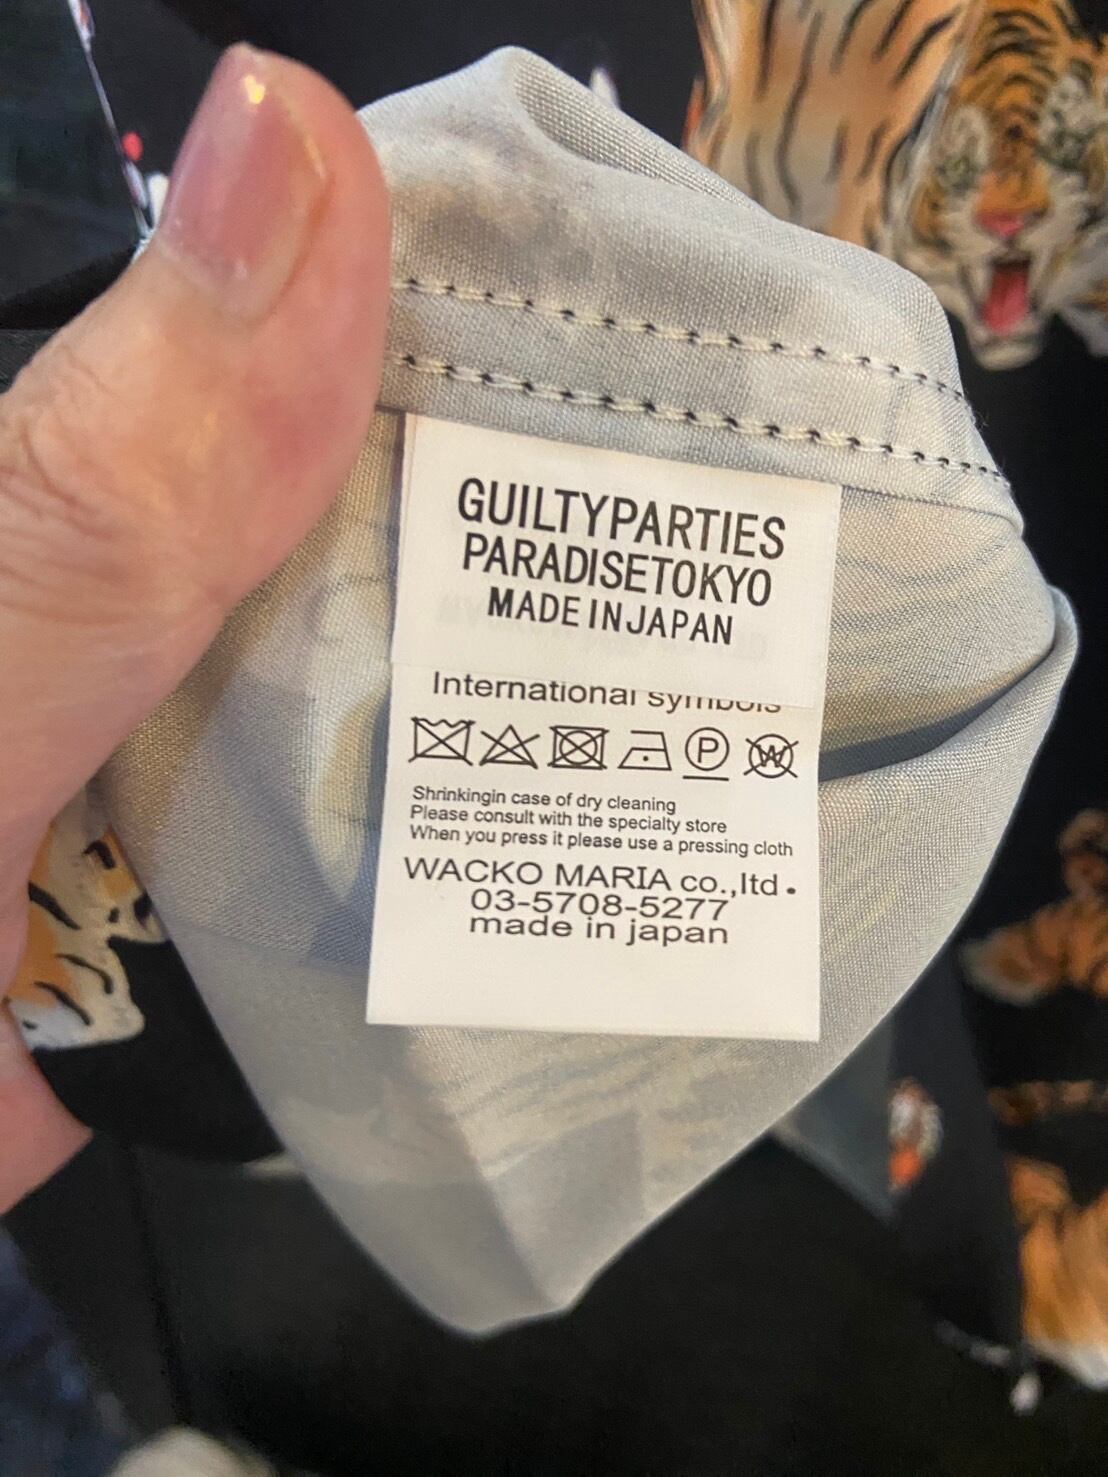 GUILTYPARTIES
PARADISETOKYO
MADE IN JAPAN
International symbols
P
W
Shrinkingin case of dry cleaning
Please consult with the specialty store
When you press it please use a pressing cloth
WACKO MARIA co.,ltd.
03-5708-5277
made in japan